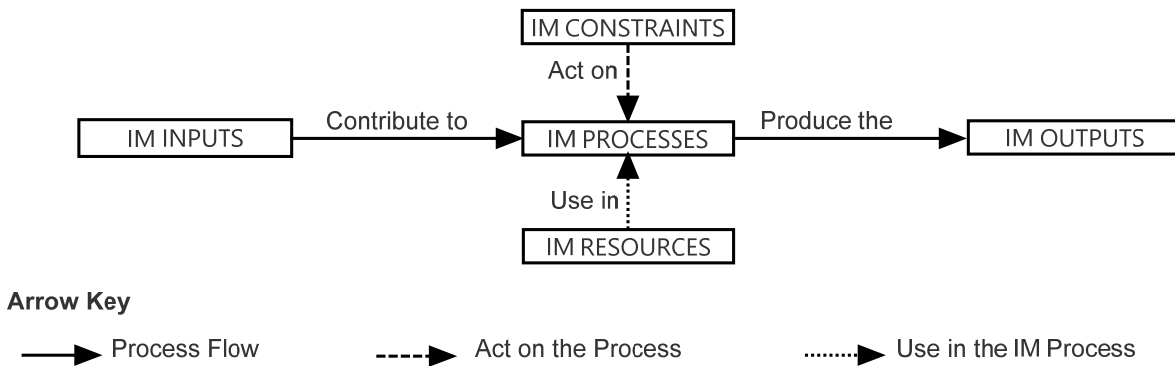 IM CONSTRAINTS
Act on
IM INPUTS
Contribute to
IM PROCESSES
Produce the
IM OUTPUTS
Use in
IM RESOURCES
Arrow Key
Process Flow
Act on the Process
Use in the IM Process